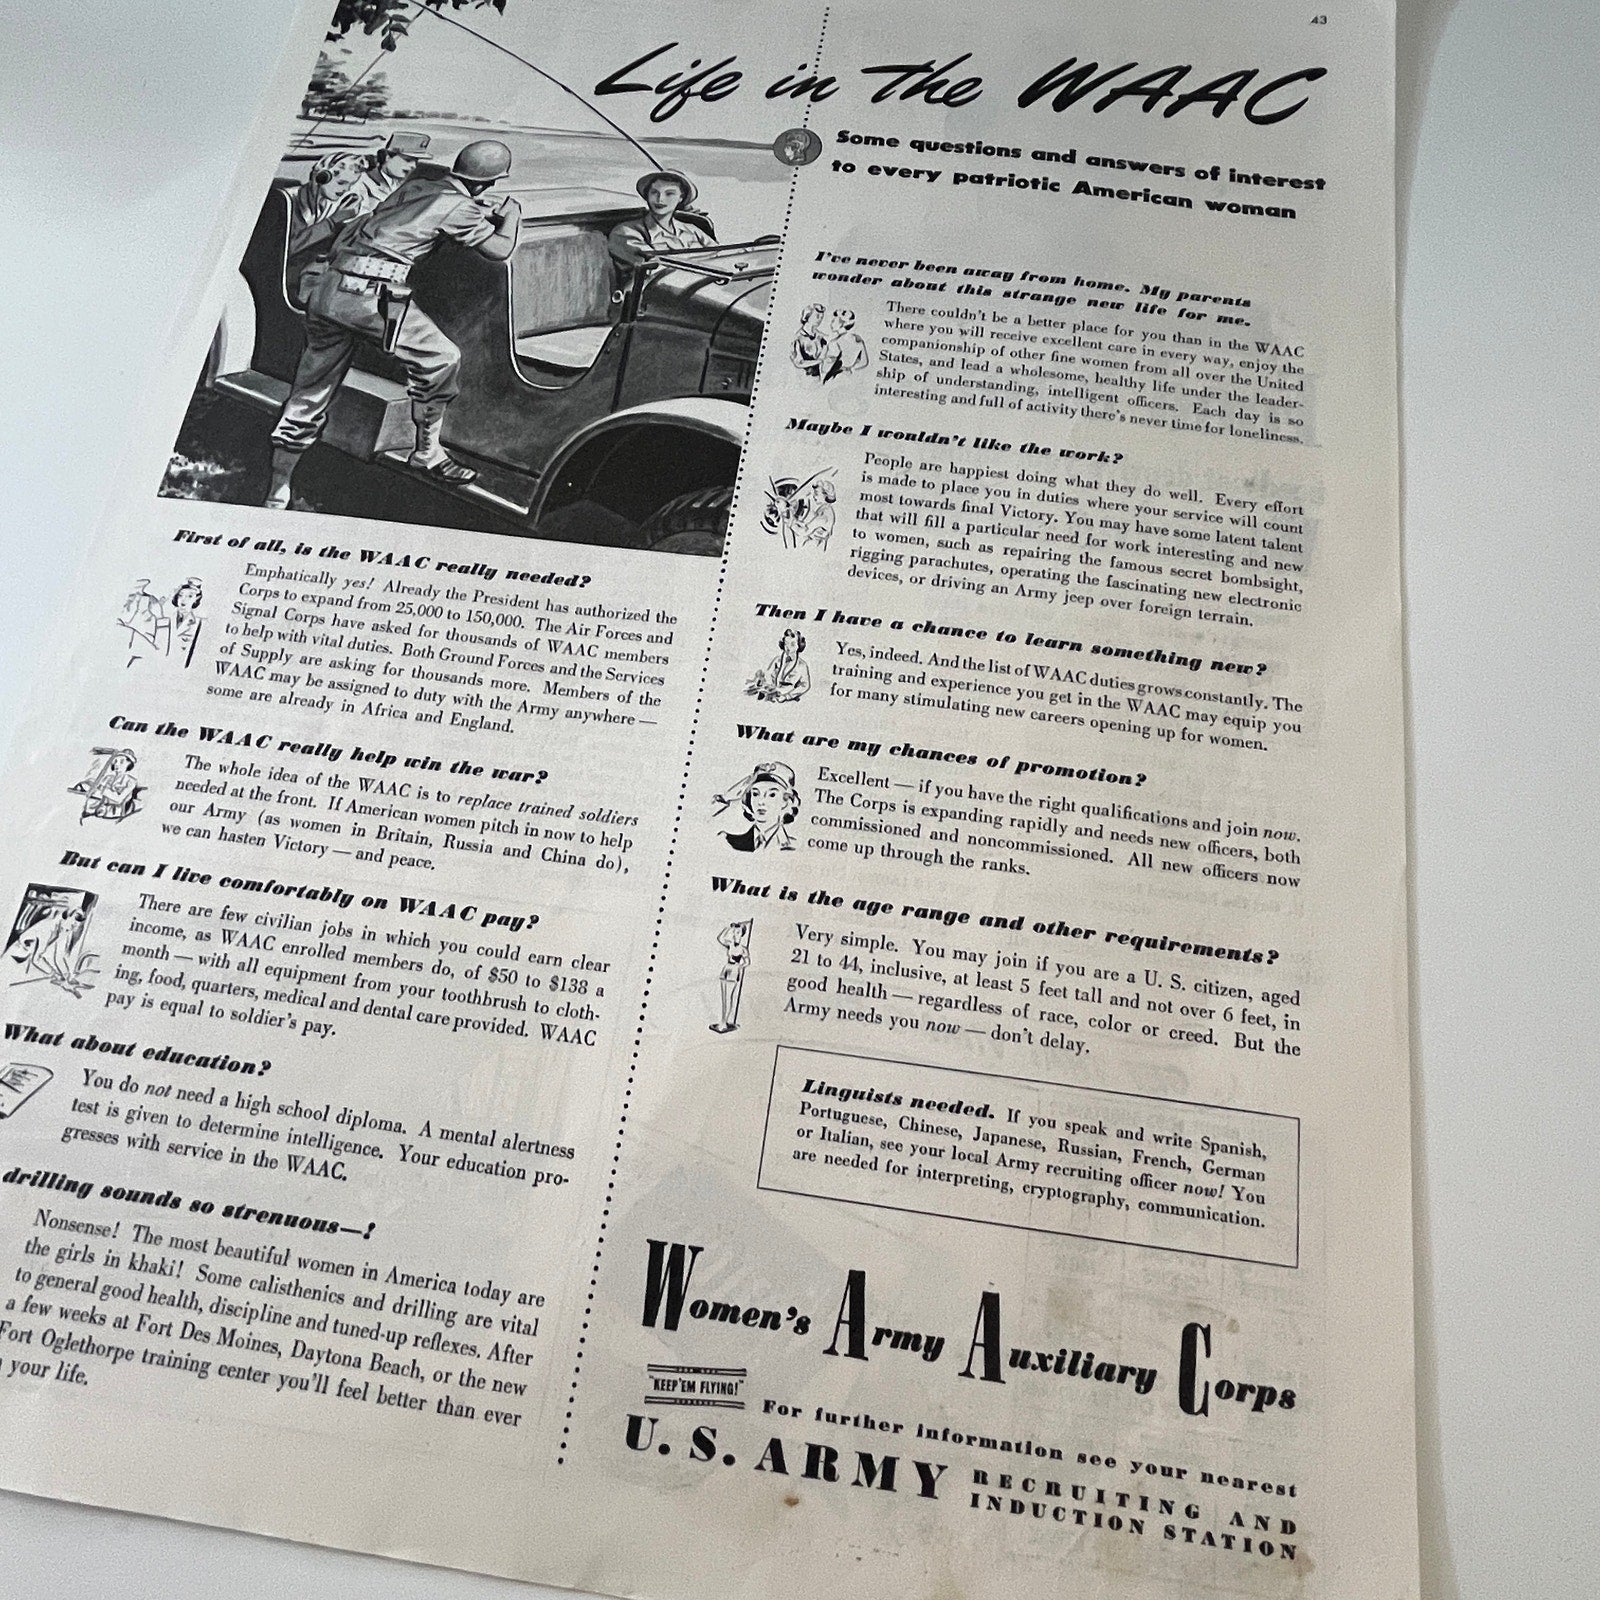 43
Life in the WAAC
Some questions and answers of interest
to every patriotic American woman
First of all, is the WAAC really needed?
Emphatically yes! Already the President has authorized the
Corps to expand from 25,000 to 150,000. The Air Forces and
Signal Corps have asked for thousands of WAAC members
to help with vital duties. Both Ground Forces and the Services
of Supply are asking for thousands more. Members of the
WAAC may be assigned to duty with the Army anywhere —
some are already in Africa and England.
Can the WAAC really help win the war?
The whole idea of the WAAC is to replace trained soldiers
needed at the front. If American women pitch in now to help
our Army (as women in Britain, Russia and China do),
we can hasten Victory — and peace.
But can I live comfortably on WAAC pay?
There are few civilian jobs in which you could earn clear
income, as WAAC enrolled members do, of $50 to $138 a
month — with all equipment from your toothbrush to cloth-
ing, food, quarters, medical and dental care provided. WAAC
pay is equal to soldier's pay.
What about education?
You do not need a high school diploma. A mental alertness
test is given to determine intelligence. Your education pro-
gresses with service in the WAAC.
drilling sounds so strenuous—!
Nonsense! The most beautiful women in America today are
the girls in khaki! Some calisthenics and drilling are vital
to general good health, discipline and tuned-up reflexes. After
a few weeks at Fort Des Moines, Daytona Beach, or the new
Fort Oglethorpe training center you'll feel better than ever
your life.
I've never been away from home. My parents
wonder about this strange new life for me.
There couldn't be a better place for you than in the WAAC
where you will receive excellent care in every way, enjoy the
companionship of other fine women from all over the United
States, and lead a wholesome, healthy life under the leader-
ship of understanding, intelligent officers. Each day is so
interesting and full of activity there's never time for loneliness.
Maybe I wouldn't like the work?
People are happiest doing what they do well. Every effort
is made to place you in duties where your service will count
most towards final Victory. You may have some latent talent
that will fill a particular need for work interesting and new
to women, such as repairing the famous secret bombsight,
rigging parachutes, operating the fascinating new electronic
devices, or driving an Army jeep over foreign terrain.
Then I have a chance to learn something new?
Yes, indeed. And the list of WAAC duties grows constantly. The
training and experience you get in the WAAC may equip you
for many stimulating new careers opening up for women.
What are my chances of promotion?
Excellent — if you have the right qualifications and join now.
The Corps is expanding rapidly and needs new officers, both
commissioned and noncommissioned. All new officers now
come up through the ranks.
What is the age range and other requirements?
Very simple. You may join if you are a U. S. citizen, aged
21 to 44, inclusive, at least 5 feet tall and not over 6 feet, in
good health — regardless of race, color or creed. But the
Army needs you now — don't delay.
Linguists needed. If you speak and write Spanish,
Portuguese, Chinese, Japanese, Russian, French, German
or Italian, see your local Army recruiting officer now! You
are needed for interpreting, cryptography, communication.
Women's Army Auxiliary Corps
"KEEP 'EM FLYING!"
For further information see your nearest
U. S. ARMY RECRUITING AND
INDUCTION STATION